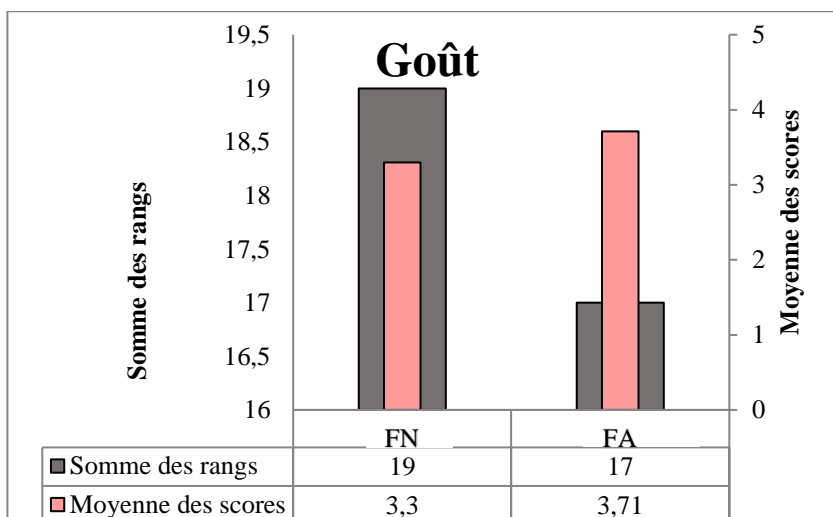 Goût
Somme des rangs
19,5
19
18,5
18
17,5
17
16,5
16
5
4
3
2
1
0
Moyenne des scores
FN FA
Somme des rangs 19 17
Moyenne des scores 3,3 3,71